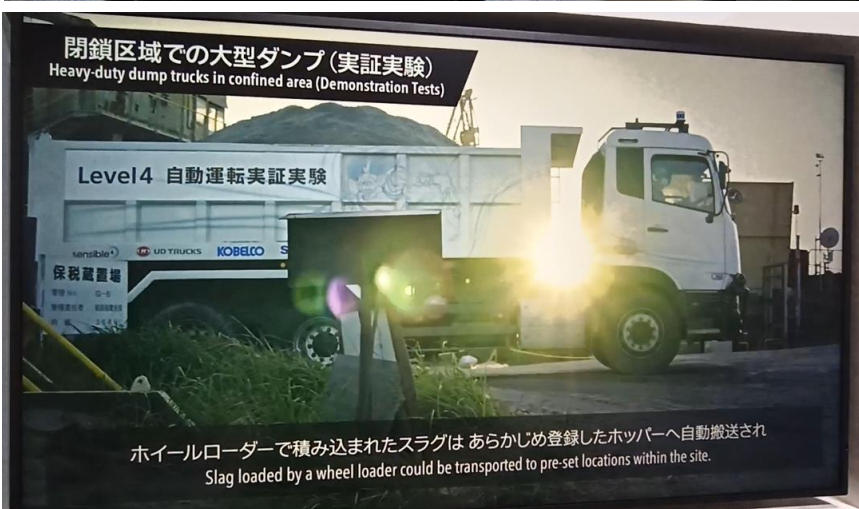 閉鎖区域での大型ダンプ（実証実験）
Heavy-duty dump trucks in confined area (Demonstration Tests)
Level4 自動運転実証実験
sensible UD TRUCKS KOBELCO S
保税蔵置場
ホイールローダーで積み込まれたスラグは あらかじめ登録したホッパーへ自動搬送され
Slag loaded by a wheel loader could be transported to pre-set locations within the site.